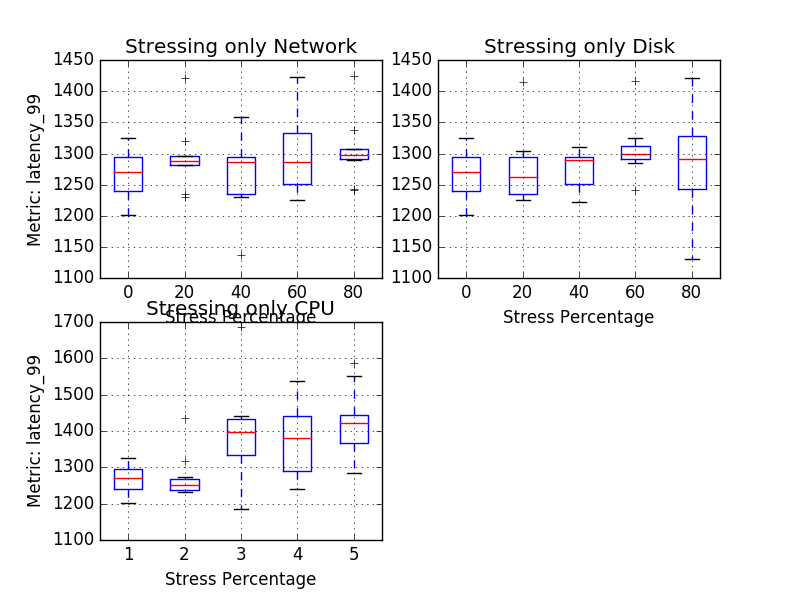 Stressing only Network
Metric: latency_99
1450
1400
1350
1300
1250
1200
1150
1100
0 20 40 60 80
Stress Percentage
Stressing only Disk
1450
1400
1350
1300
1250
1200
1150
1100
0 20 40 60 80
Stress Percentage
Stressing only CPU
Metric: latency_99
1700
1600
1500
1400
1300
1200
1100
1 2 3 4 5
Stress Percentage